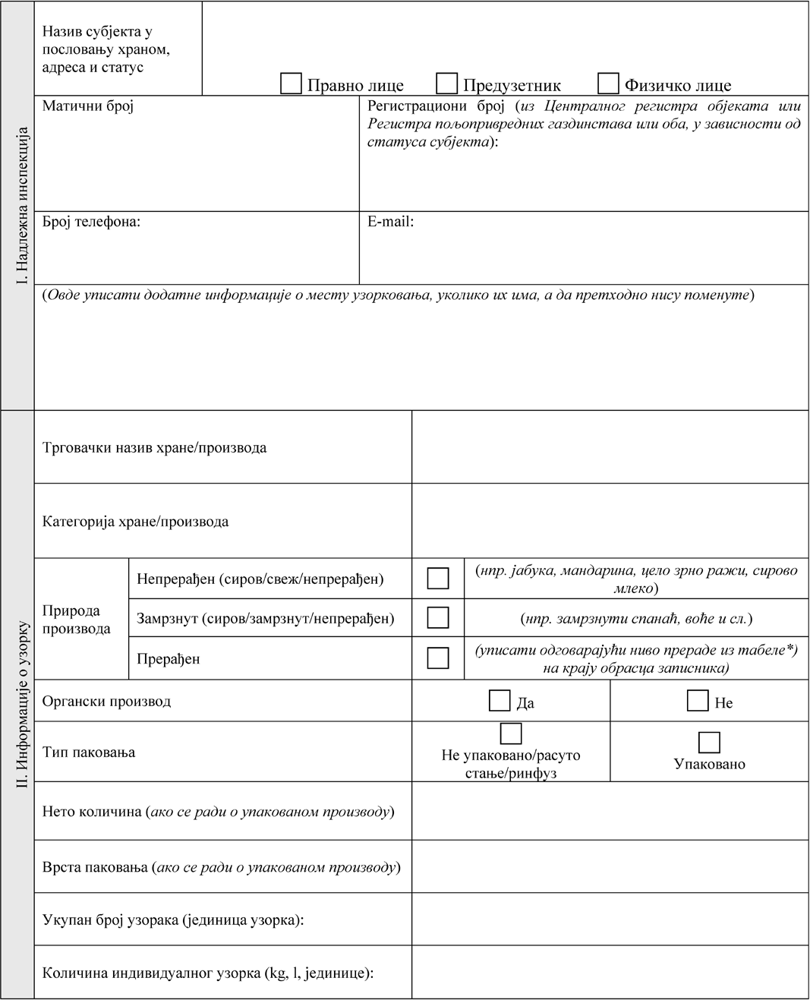 I. Надлежна инспекција
Назив субјекта у
пословању храном,
адреса и статус
Правно лице Предузетник Физичко лице
Матични број
Регистрациони број (из Централног регистра објеката или
Регистра пољопривредних газдинстава или оба, у зависности од
статуса субјекта):
Број телефона:
E-mail:
(Овде уписати додатне информације о месту узорковања, уколико их има, а да претходно нису поменуте)
II. Информације о узорку
Трговачки назив хране/производа
Категорија хране/производа
Природа
производа
Непрерађен (сиров/свеж/непрерађен)
(нпр. јабука, мандарина, цело зрно ражи, сирово
млеко)
Замрзнут (сиров/замрзнут/непрерађен)
(нпр. замрзнути спанаћ, воће и сл.)
Прерађен
(уписати одговарајући ниво прераде из табеле*)
на крају обрасца записника)
Органски производ
Да
Не
Тип паковања
Не упаковано/расуто
стање/ринфуз
Упаковано
Нето количина (ако се ради о упакованом производу)
Врста паковања (ако се ради о упакованом производу)
Укупан број узорака (јединица узорка):
Количина индивидуалног узорка (kg, l, јединице):